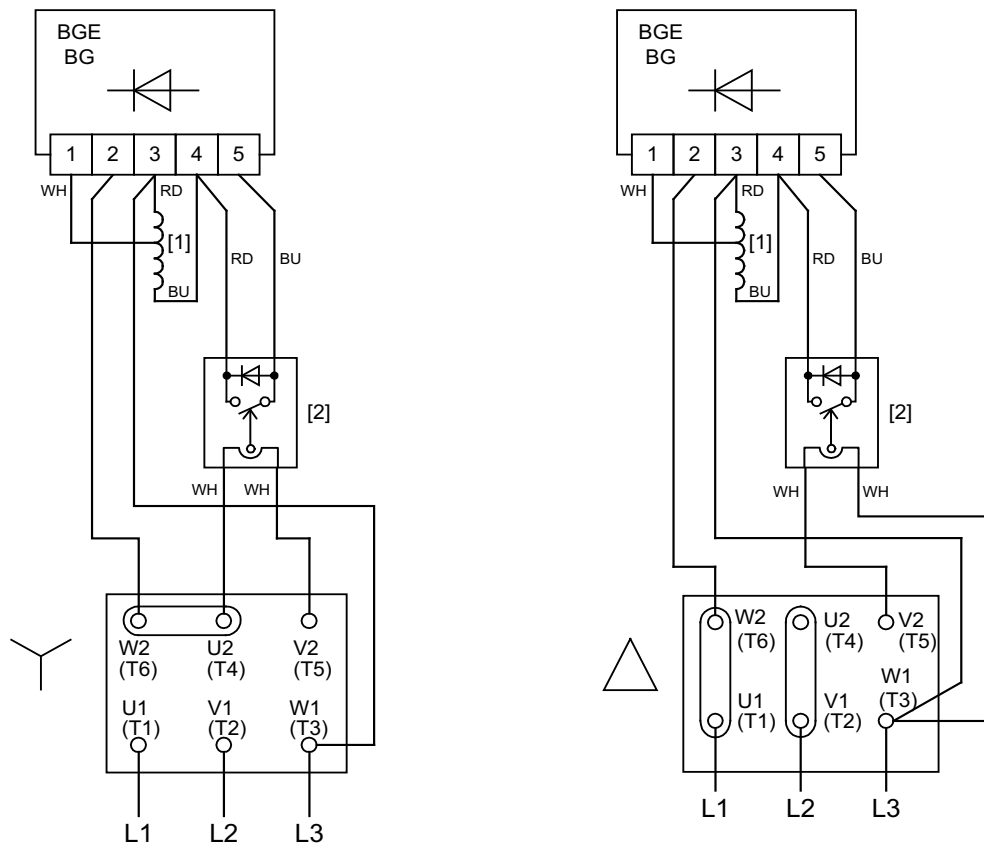 BGE
BG
1 2 3 4 5
WH
RD
[1]
BU
RD
BU
[2]
WH
WH
W2
(T6)
U2
(T4)
V2
(T5)
U1
(T1)
V1
(T2)
W1
(T3)
L1
L2
L3
BGE
BG
1 2 3 4 5
WH
RD
[1]
BU
RD
BU
[2]
WH
WH
W2
(T6)
U2
(T4)
V2
(T5)
U1
(T1)
V1
(T2)
W1
(T3)
L1
L2
L3